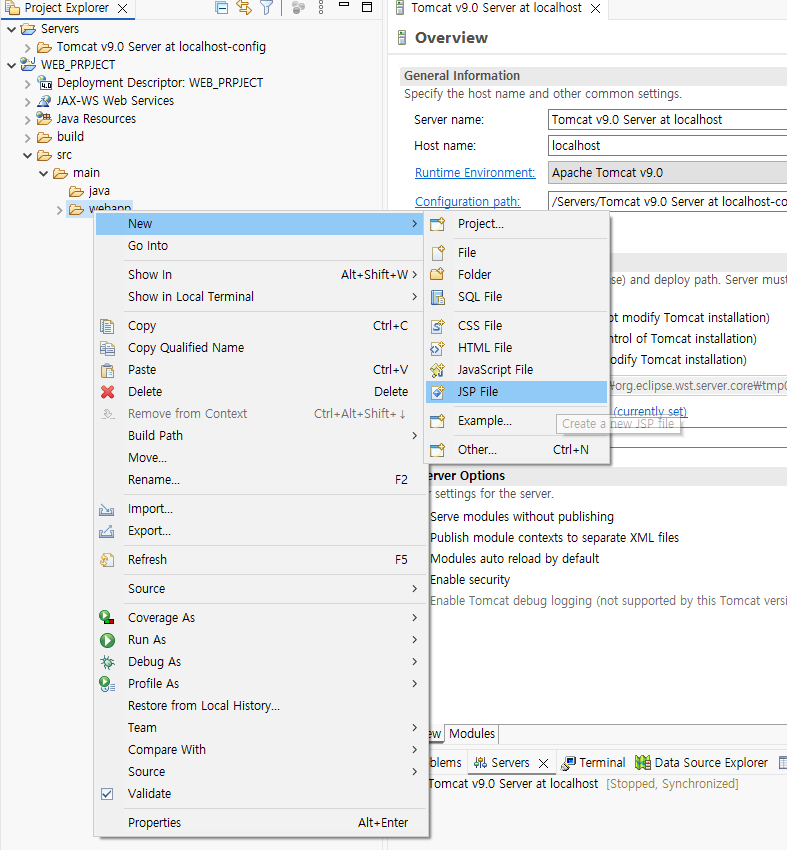 Project Explorer
Servers
Tomcat v9.0 Server at localhost-config
WEB_PRPJECT
Deployment Descriptor: WEB_PRPJECT
JAX-WS Web Services
Java Resources
build
src
main
java
webapp
New
Go Into
Show In Alt+Shift+W
Show in Local Terminal
Copy Ctrl+C
Copy Qualified Name
Paste Ctrl+V
Delete Delete
Remove from Context Ctrl+Alt+Shift+↓
Build Path
Move...
Rename... F2
Import...
Export...
Refresh F5
Source
Coverage As
Run As
Debug As
Profile As
Restore from Local History...
Team
Compare With
Source
Validate
Properties Alt+Enter
Project...
File
Folder
SQL File
CSS File
HTML File
JavaScript File
JSP File
Example...
Create a new JSP file
Other... Ctrl+N
Tomcat v9.0 Server at localhost
Overview
General Information
Specify the host name and other common settings.
Server name: Tomcat v9.0 Server at localhost
Host name: localhost
Runtime Environment: Apache Tomcat v9.0
Configuration path: /Servers/Tomcat v9.0 Server at localhost-co
se) and deploy path. Server must
ot modify Tomcat installation)
ntrol of Tomcat installation)
odify Tomcat installation)
₩org.eclipse.wst.server.core₩tmp0
(currently set)
erver Options
settings for the server.
Serve modules without publishing
Publish module contexts to separate XML files
Modules auto reload by default
Enable security
Enable Tomcat debug logging (not supported by this Tomcat versi
ew Modules
blems Servers Terminal Data Source Explorer
Tomcat v9.0 Server at localhost [Stopped, Synchronized]